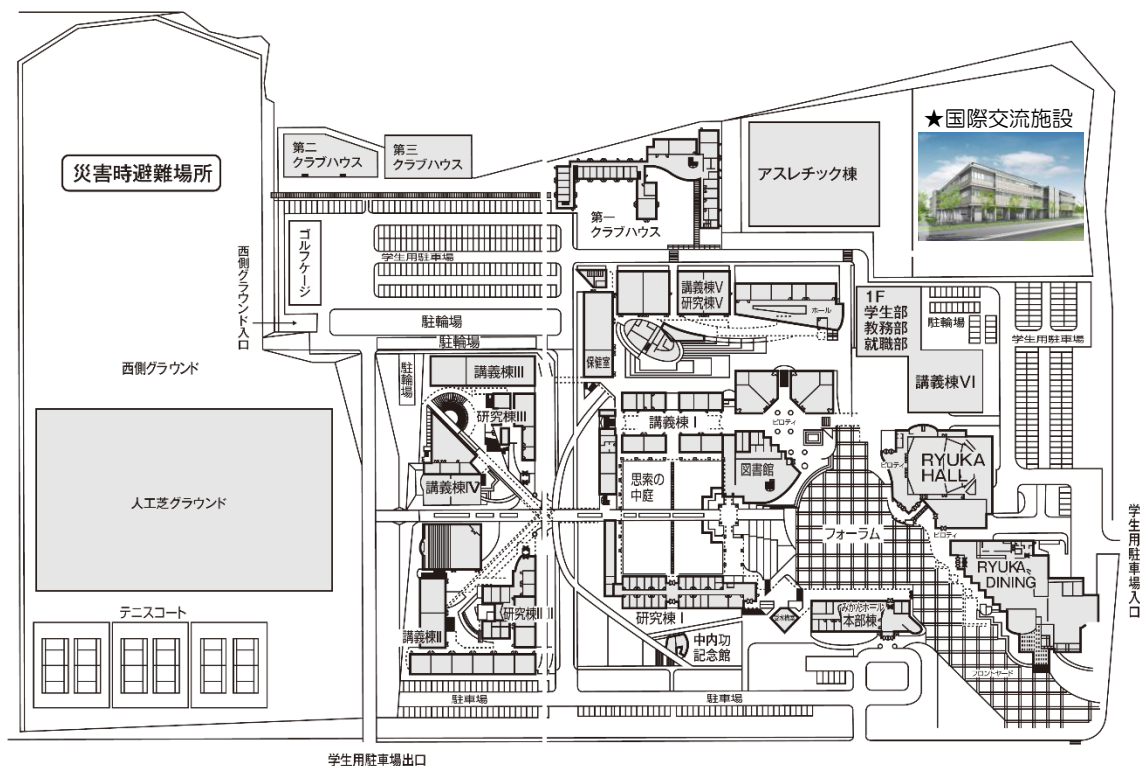 ★国際交流施設
災害時避難場所
第二
クラブハウス
第三
クラブハウス
アスレチック棟
第一
クラブハウス
西側グラウンド入口
ゴルフケージ
学生用駐車場
講義棟Ⅴ
研究棟Ⅴ
ホール
1F
学生部
教務部
就職部
駐輪場
学生用駐車場
駐輪場
駐輪場
保健室
西側グラウンド
駐輪場
講義棟Ⅲ
講義棟Ⅵ
研究棟Ⅲ
講義棟Ⅰ
ピロティ
図書館
ピロティ
RYUKA
HALL
講義棟Ⅳ
思索の
中庭
人工芝グラウンド
フォーラム
ピロティ
学生用駐車場入口
RYUKA
DINING
テニスコート
研究棟Ⅱ
研究棟Ⅰ
みかんホール
本部棟
講義棟Ⅱ
中内㓛
記念館
フロントヤード
駐車場
駐車場
学生用駐車場出口